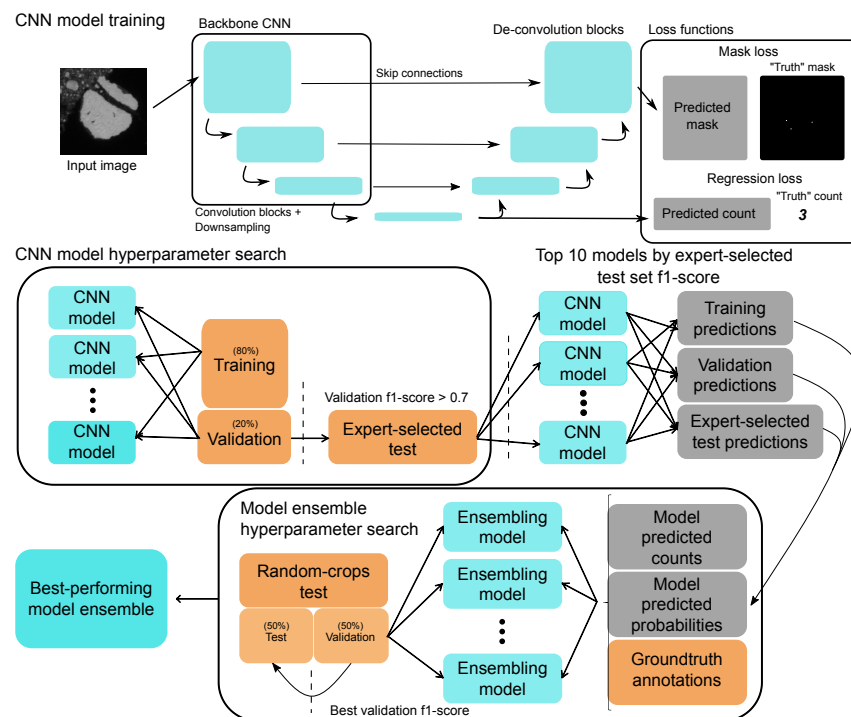 CNN model training
Backbone CNN
De-convolution blocks
Loss functions
Mask loss
"Truth" mask
Skip connections
Predicted
mask
Input image
Regression loss
"Truth" count
Convolution blocks +
Downsampling
Predicted count
3
CNN model hyperparameter search
Top 10 models by expert-selected
test set f1-score
CNN
model
CNN
model
CNN
model
(80%)
Training
(20%)
Validation
Validation f1-score > 0.7
Expert-selected
test
CNN
model
CNN
model
CNN
model
Training
predictions
Validation
predictions
Expert-selected
test predictions
Model ensemble
hyperparameter search
Random-crops
test
(50%)
Test
(50%)
Validation
Best validation f1-score
Ensembling
model
Ensembling
model
Ensembling
model
Model
predicted
counts
Model
predicted
probabilities
Groundtruth
annotations
Best-performing
model ensemble